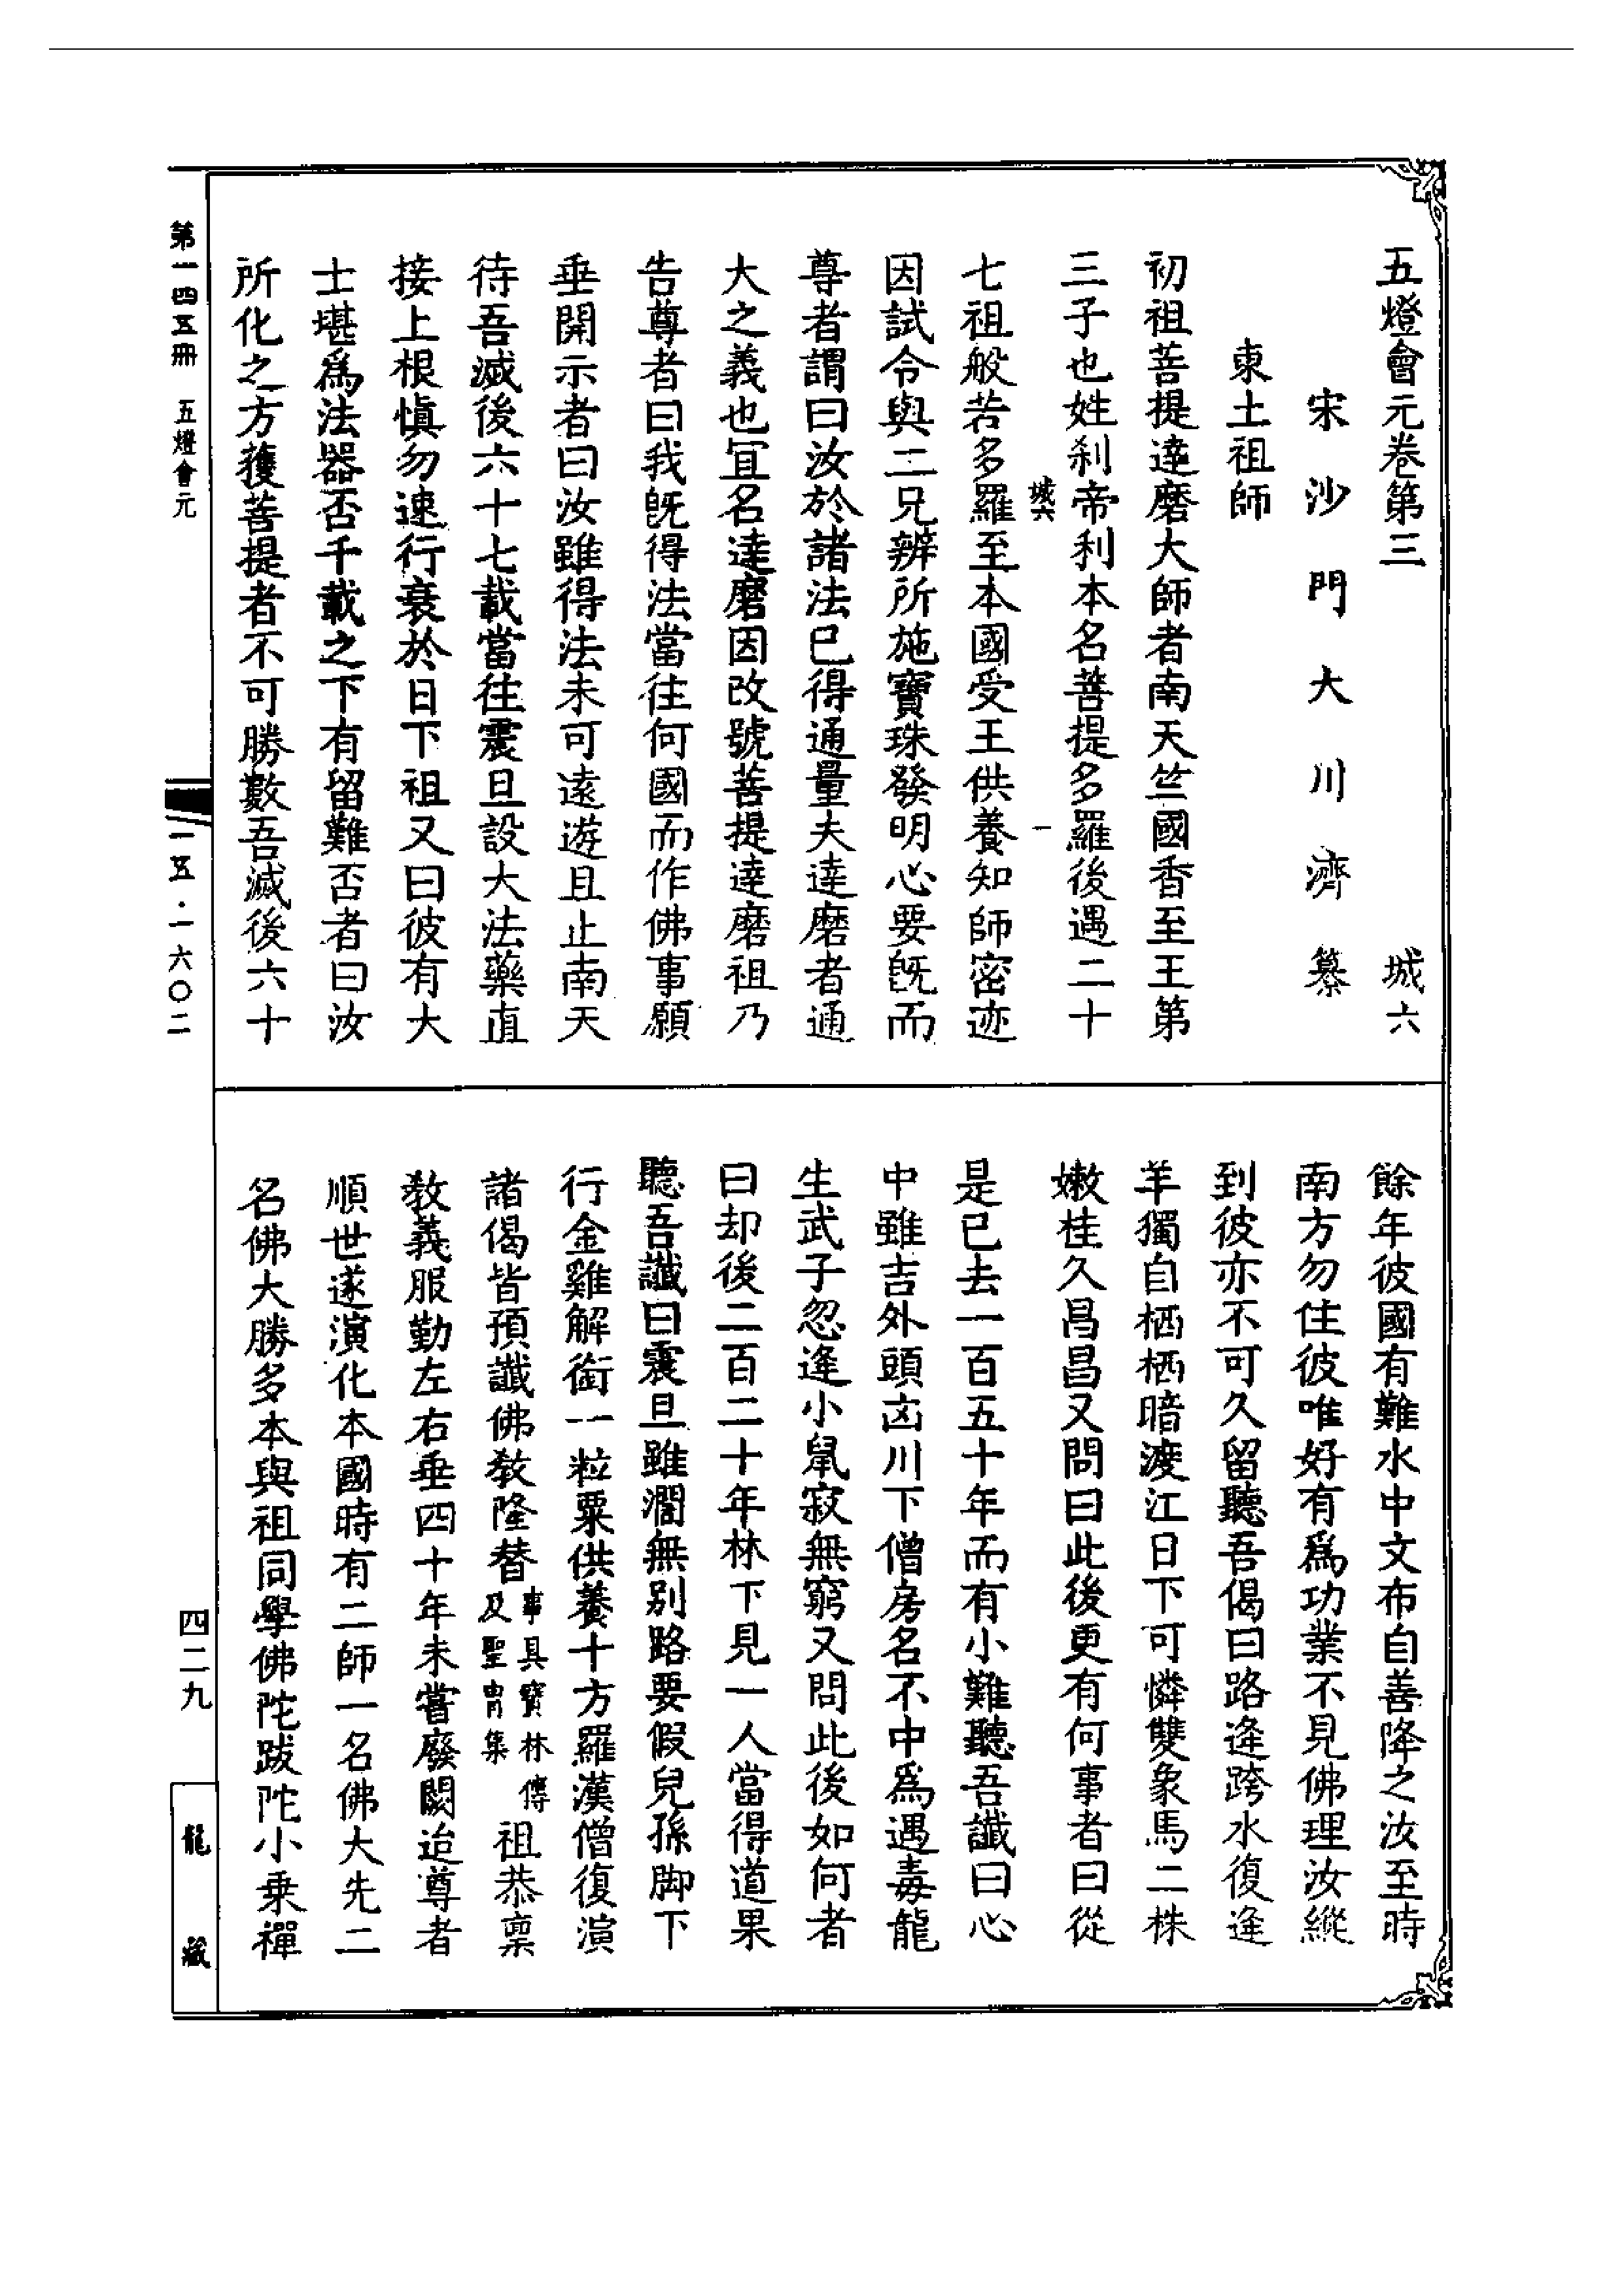 五燈會元卷第三　城六
宋沙門大川濟纂
東土祖師
初祖菩提達磨大師者南天竺國香至王第
三子也姓刹帝利本名菩提多羅後遇二十
城六　一
七祖般若多羅至本國受王供養知師密迹
因試令與二兄辨所施寶珠發明心要旣而
尊者謂曰汝於諸法已得通量夫達磨者通
大之義也宜名達磨因改號菩提達磨祖乃
告尊者曰我旣得法當往何國而作佛事願
垂開示者曰汝雖得法未可遠遊且止南天
待吾滅後六十七載當往震旦設大法藥直
接上根愼勿速行衰於日下祖又曰彼有大
士堪爲法器否千載之下有留難否者曰汝
所化之方獲菩提者不可勝數吾滅後六十
餘年彼國有難水中文布自善降之汝至時
南方勿住彼唯好有爲功業不見佛理汝縱
到彼亦不可久留聽吾偈曰路逢跨水復逢
羊獨自栖栖暗渡江日下可憐雙象馬二株
嫩桂久昌昌又問曰此後更有何事者曰從
是已去一百五十年而有小難聽吾讖曰心
中雖吉外頭凶川下僧房名不中爲遇毒龍
生武子忽逢小鼠寂無窮又問此後如何者
曰却後二百二十年林下見一人當得道果
聽吾讖曰震旦雖濶無別路要假兒孫脚下
行金雞解銜一粒粟供養十方羅漢僧復演
諸偈皆預讖佛敎隆替事具寶林傳及聖胄集祖恭稟
敎義服勤左右垂四十年未嘗廢闕迨尊者
順世遂演化本國時有二師一名佛大先二
名佛大勝多本與祖同學佛陀跋陀小乗禪
第一四五冊　五燈會元
一五·一六〇二
四二九
龍藏